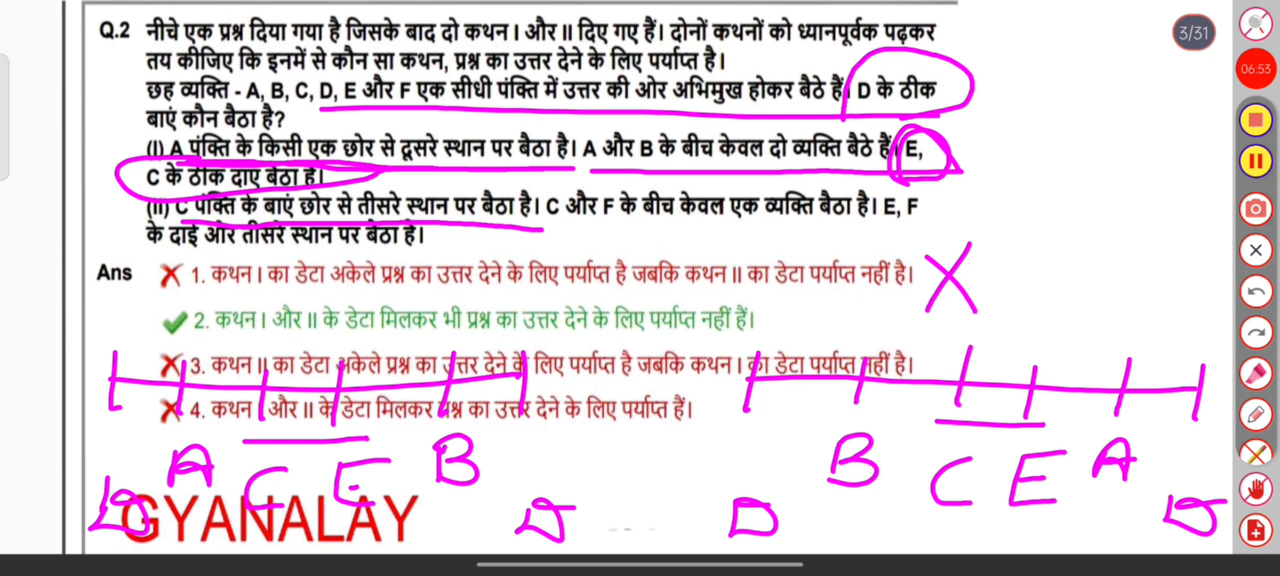 3/31
06:53
Q.2 नीचे एक प्रश्न दिया गया है जिसके बाद दो कथन I और II दिए गए हैं। दोनों कथनों को ध्यानपूर्वक पढ़कर
तय कीजिए कि इनमें से कौन सा कथन, प्रश्न का उत्तर देने के लिए पर्याप्त है।
छह व्यक्ति - A, B, C, D, E और F एक सीधी पंक्ति में उत्तर की ओर अभिमुख होकर बैठे हैं। D के ठीक
बाएं कौन बैठा है?
(I) A पंक्ति के किसी एक छोर से दूसरे स्थान पर बैठा है। A और B के बीच केवल दो व्यक्ति बैठे हैं। E,
C के ठीक दाएं बैठा है।
(II) C पंक्ति के बाएं छोर से तीसरे स्थान पर बैठा है। C और F के बीच केवल एक व्यक्ति बैठा है। E, F
के दाईं ओर तीसरे स्थान पर बैठा है।
Ans 1. कथन I का डेटा अकेले प्रश्न का उत्तर देने के लिए पर्याप्त है जबकि कथन II का डेटा पर्याप्त नहीं है।
2. कथन I और II के डेटा मिलकर भी प्रश्न का उत्तर देने के लिए पर्याप्त नहीं हैं।
3. कथन II का डेटा अकेले प्रश्न का उत्तर देने के लिए पर्याप्त है जबकि कथन I का डेटा पर्याप्त नहीं है।
4. कथन I और II के डेटा मिलकर प्रश्न का उत्तर देने के लिए पर्याप्त हैं।
A C E B B C E A
D D D D
GYANALAY